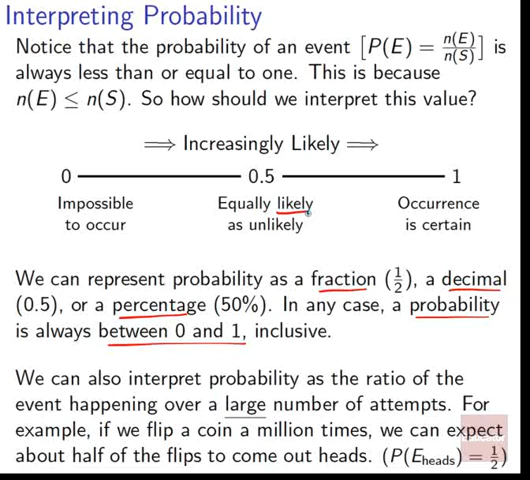 Interpreting Probability
Notice that the probability of an event [P(E) = n(E)/n(S)] is
always less than or equal to one. This is because
n(E) ≤ n(S). So how should we interpret this value?
⟹ Increasingly Likely ⟹
0 0.5 1
Impossible Equally likely Occurrence
to occur as unlikely is certain
We can represent probability as a fraction (1/2), a decimal
(0.5), or a percentage (50%). In any case, a probability
is always between 0 and 1, inclusive.
We can also interpret probability as the ratio of the
event happening over a large number of attempts. For
example, if we flip a coin a million times, we can expect
about half of the flips to come out heads. (P(Eheads) = 1/2)